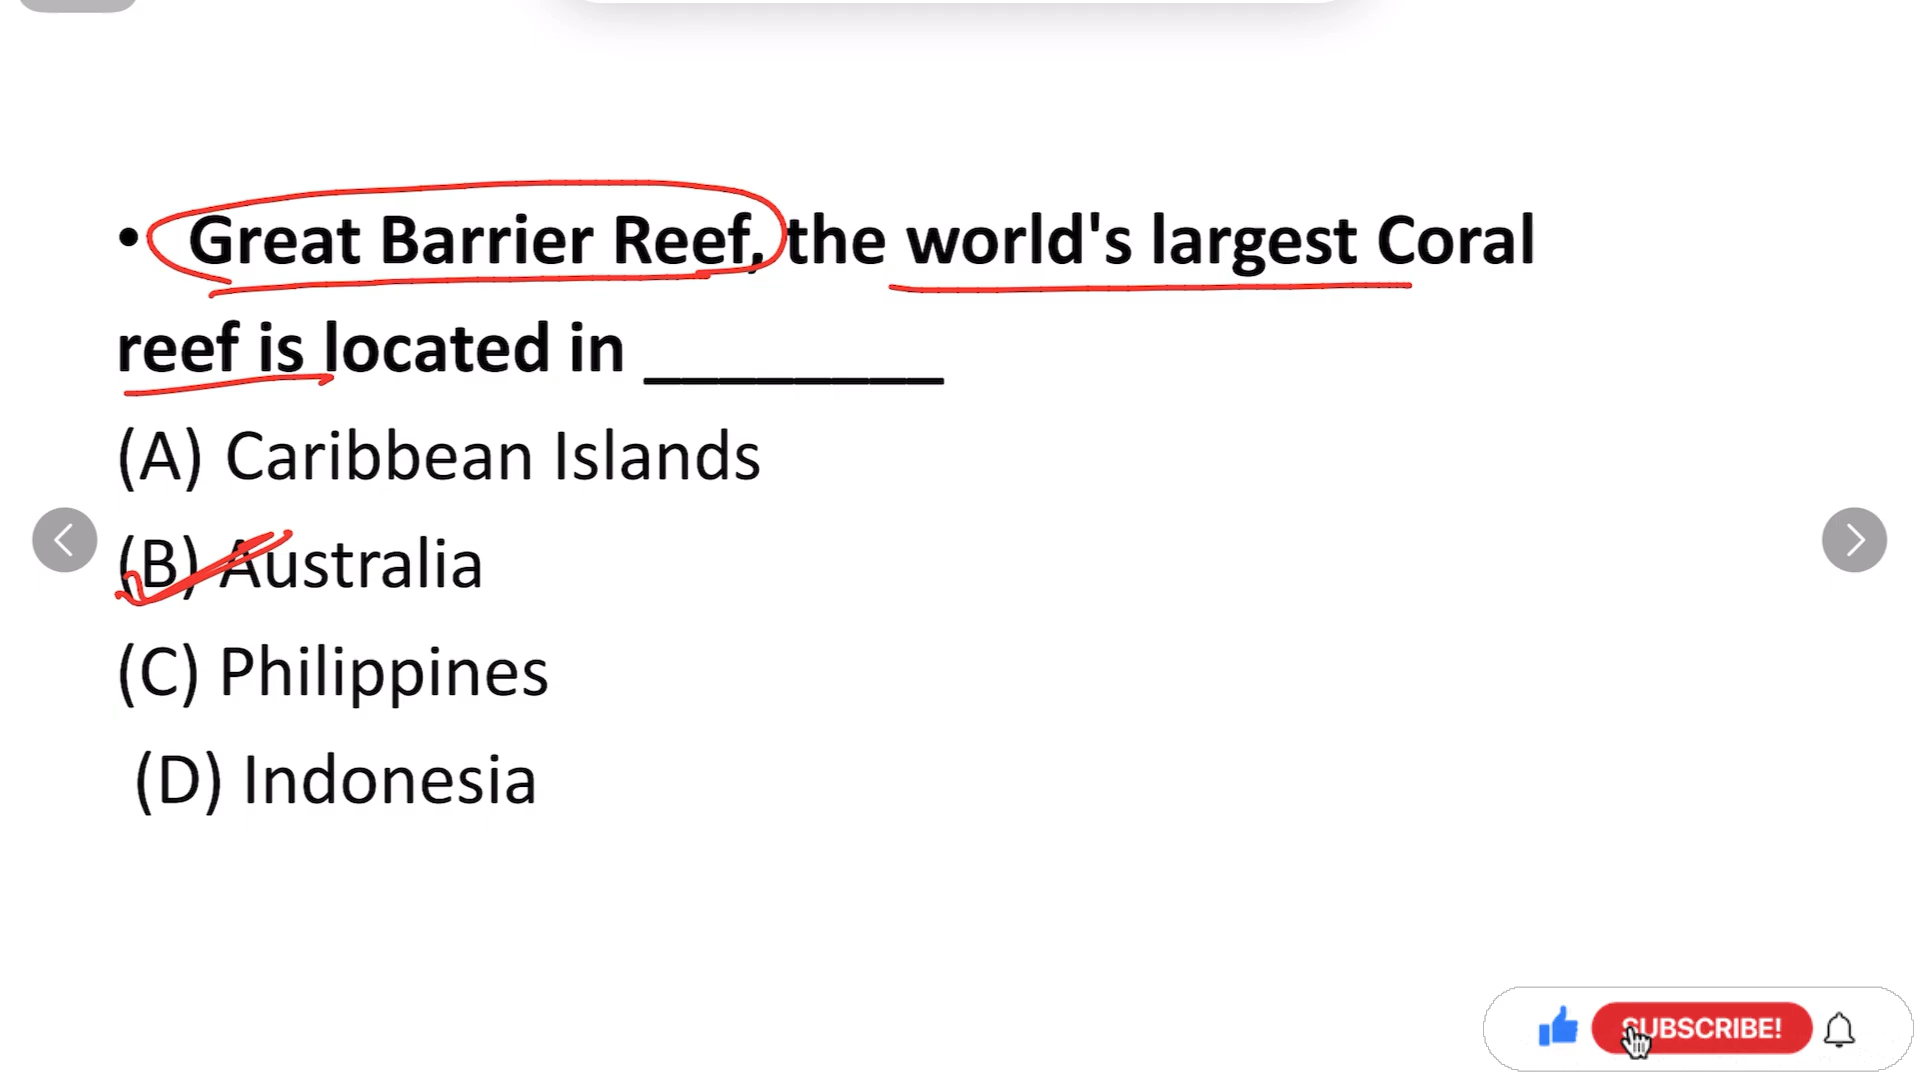 • Great Barrier Reef, the world's largest Coral
reef is located in ________
(A) Caribbean Islands
(B) Australia
(C) Philippines
(D) Indonesia
SUBSCRIBE!